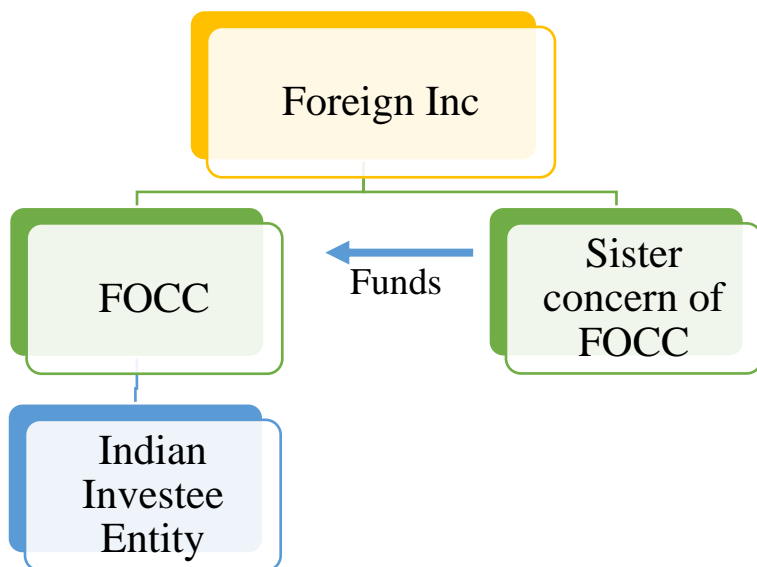 Foreign Inc
FOCC
Funds
Sister
concern of
FOCC
Indian
Investee
Entity